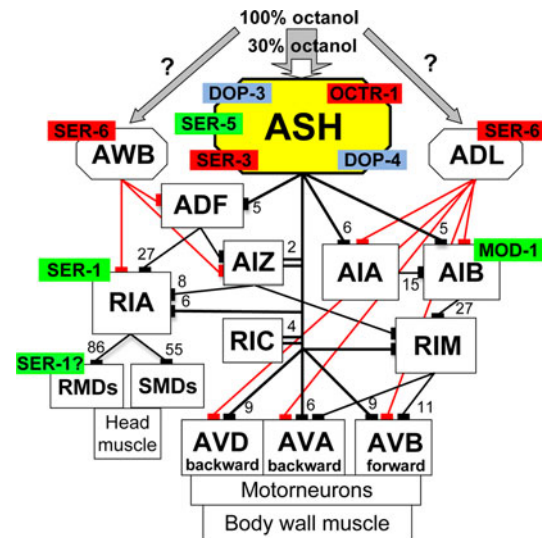 100% octanol
30% octanol
?
?
DOP-3
OCTR-1
SER-6
SER-5
ASH
SER-6
AWB
SER-3
DOP-4
ADL
ADF
5
6
5
MOD-1
27
2
SER-1
AIZ
AIA
AIB
15
RIA
8
6
27
RIC
4
RIM
SER-1?
86
55
RMDs
SMDs
9
6
9
11
Head
muscle
AVD
AVA
AVB
backward
backward
forward
Motorneurons
Body wall muscle